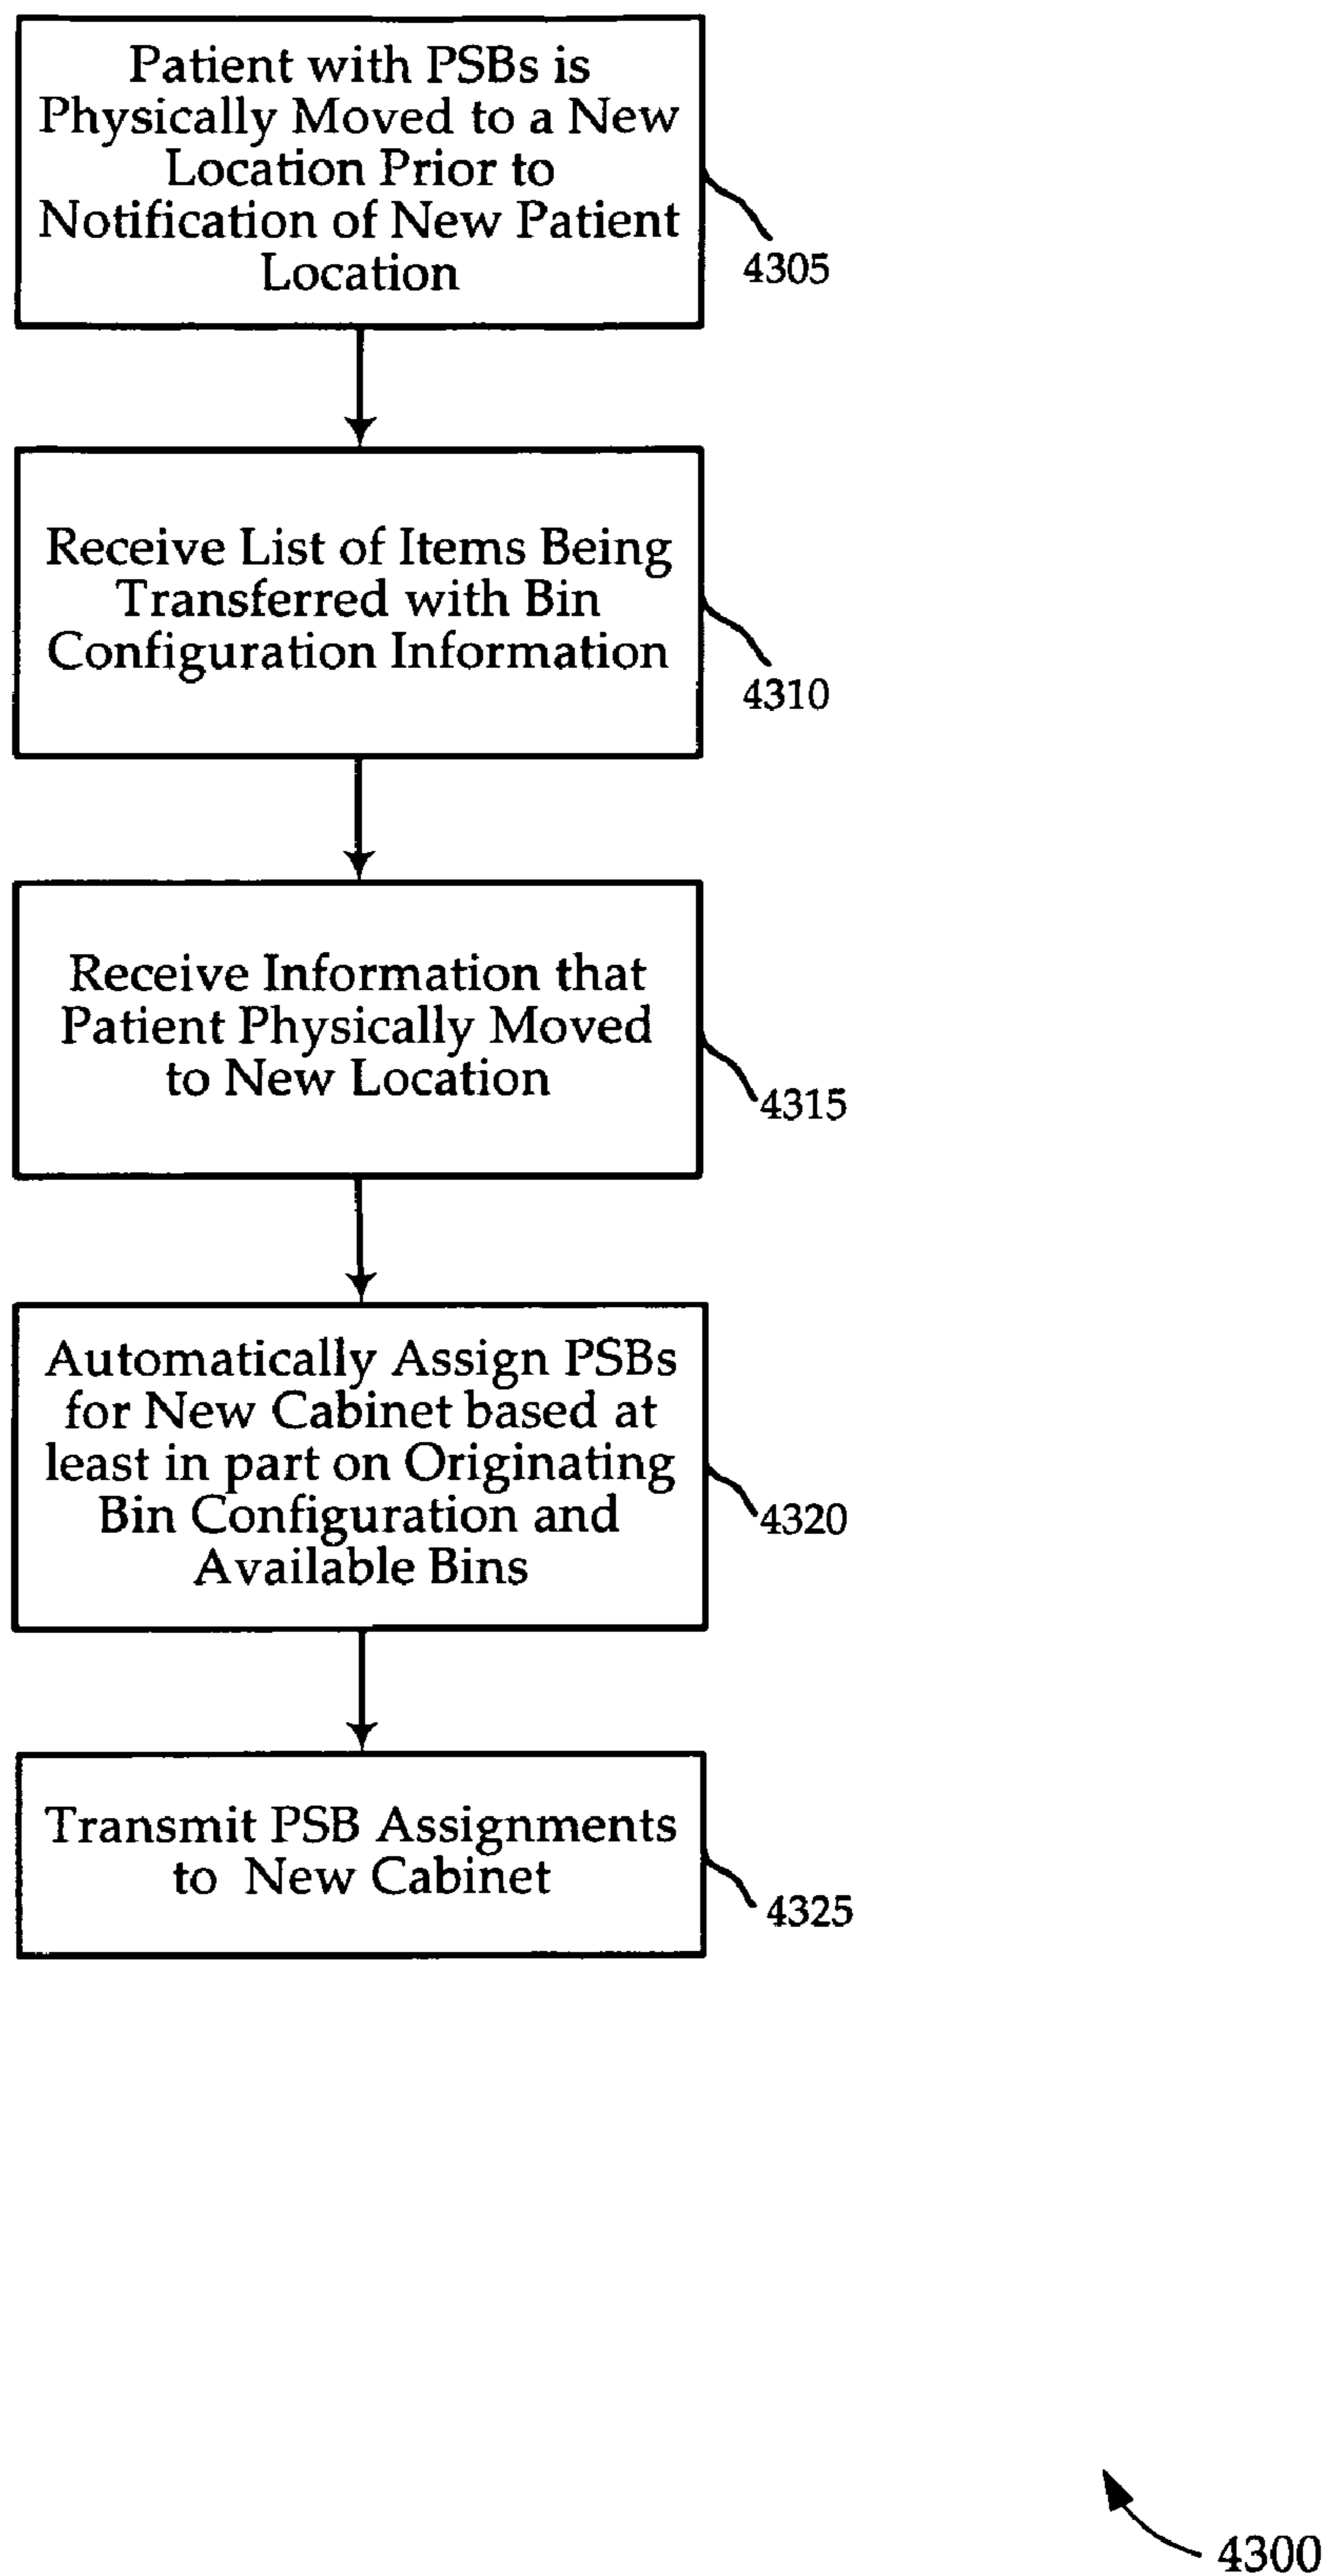 Patient with PSBs is
Physically Moved to a New
Location Prior to
Notification of New Patient
Location
4305
Receive List of Items Being
Transferred with Bin
Configuration Information
4310
Receive Information that
Patient Physically Moved
to New Location
4315
Automatically Assign PSBs
for New Cabinet based at
least in part on Originating
Bin Configuration and
Available Bins
4320
Transmit PSB Assignments
to New Cabinet
4325
4300